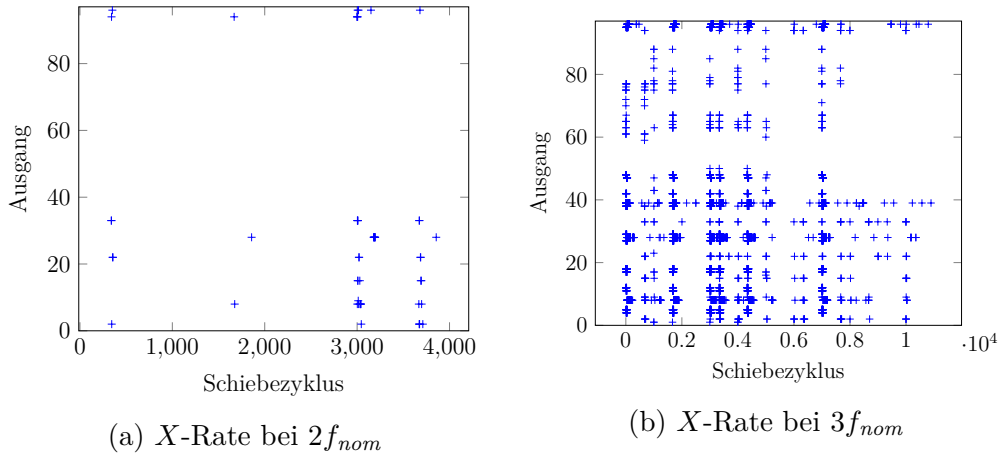 80
60
40
20
0
Ausgang
0 1,000 2,000 3,000 4,000
Schiebezyklus
(a) X-Rate bei 2f_nom
80
60
40
20
0
Ausgang
0 0.2 0.4 0.6 0.8 1
·10^4
Schiebezyklus
(b) X-Rate bei 3f_nom